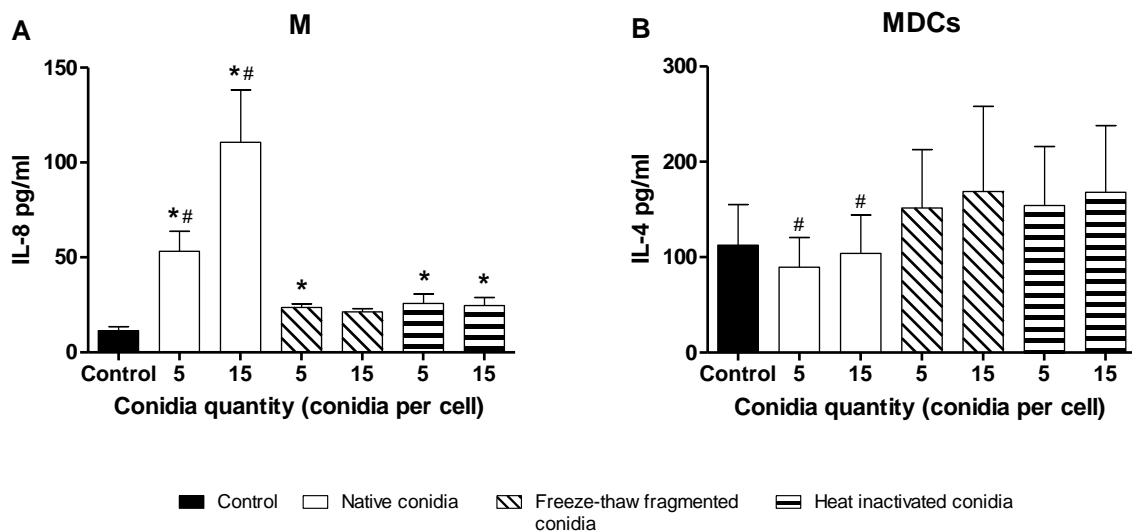 A
M
150
100
50
0
IL-8 pg/ml
*#
*#
*
*
*
Control 5 15 5 15 5 15
Conidia quantity (conidia per cell)
B
MDCs
300
200
100
0
IL-4 pg/ml
#
#
Control 5 15 5 15 5 15
Conidia quantity (conidia per cell)
Control
Native conidia
Freeze-thaw fragmented
conidia
Heat inactivated conidia